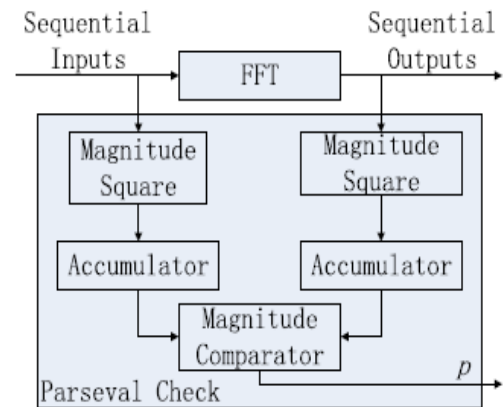 Sequential
Inputs
Sequential
Outputs
FFT
Magnitude
Square
Magnitude
Square
Accumulator
Accumulator
Magnitude
Comparator
p
Parseval Check